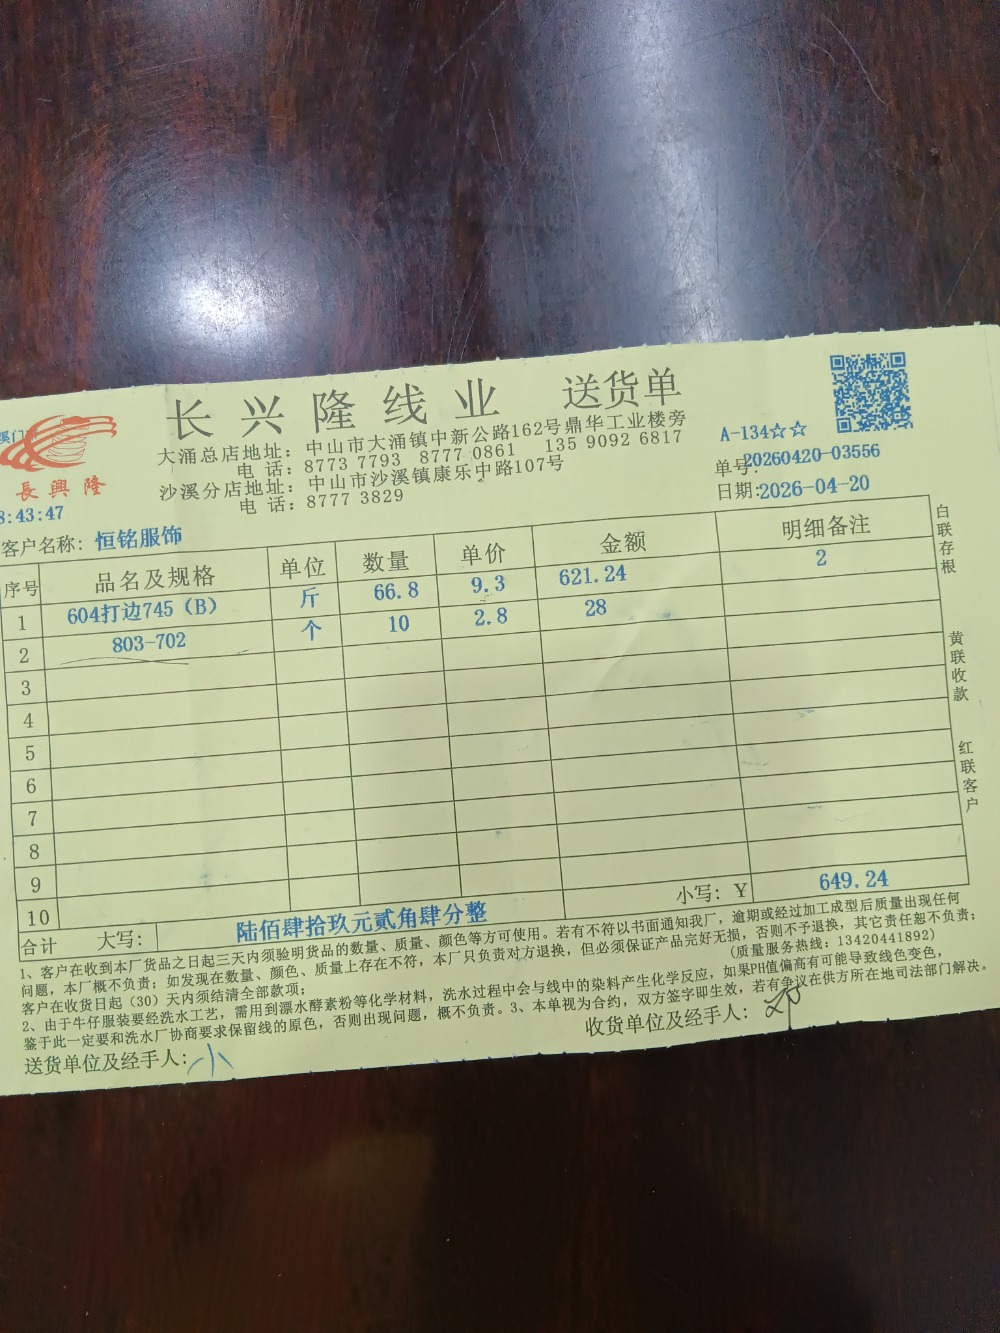 长兴隆线业 送货单
大涌总店地址：中山市大涌镇中新公路162号鼎华工业楼旁
电 话：8773 7793 8777 0861 135 9092 6817
沙溪分店地址：中山市沙溪镇康乐中路107号
电 话：8777 3829
長興隆
8:43:47
A-134☆☆
单号：20260420-03556
日期:2026-04-20
客户名称：恒铭服饰
序号 品名及规格 单位 数量 单价 金额 明细备注
1 604打边745（B） 斤 66.8 9.3 621.24 2
2 803-702 个 10 2.8 28
3
4
5
6
7
8
9
10
合计 大写： 陆佰肆拾玖元贰角肆分整 小写：Y 649.24
白联存根
黄联收款
红联客户
1、客户在收到本厂货品之日起三天内须验明货品的数量、质量、颜色等方可使用。若有不符以书面通知我厂，逾期或经过加工成型后质量出现任何
问题，本厂概不负责；如发现在数量、颜色、质量上存在不符，本厂只负责对方退换，但必须保证产品完好无损，否则不予退换，其它责任恕不负责；
客户在收货日起（30）天内须结清全部款项；
（质量服务热线：13420441892）
2、由于牛仔服装要经洗水工艺，需用到漂水酵素粉等化学材料，洗水过程中会与线中的染料产生化学反应，如果PH值偏高有可能导致线色变色，
鉴于此一定要和洗水厂协商要求保留线的原色，否则出现问题，概不负责。3、本单视为合约，双方签字即生效，若有争议在供方所在地司法部门解决。
送货单位及经手人：小
收货单位及经手人：